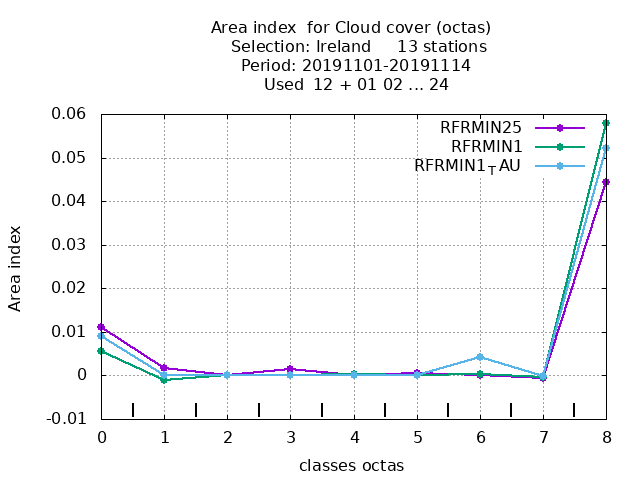 Area index  for Cloud cover (octas)
Selection: Ireland     13 stations
Period: 20191101-20191114
Used  12 + 01 02 ... 24
RFRMIN25
RFRMIN1
RFRMIN1TAU
0.06
0.05
0.04
0.03
0.02
0.01
0
-0.01
Area index
0 1 2 3 4 5 6 7 8
classes octas